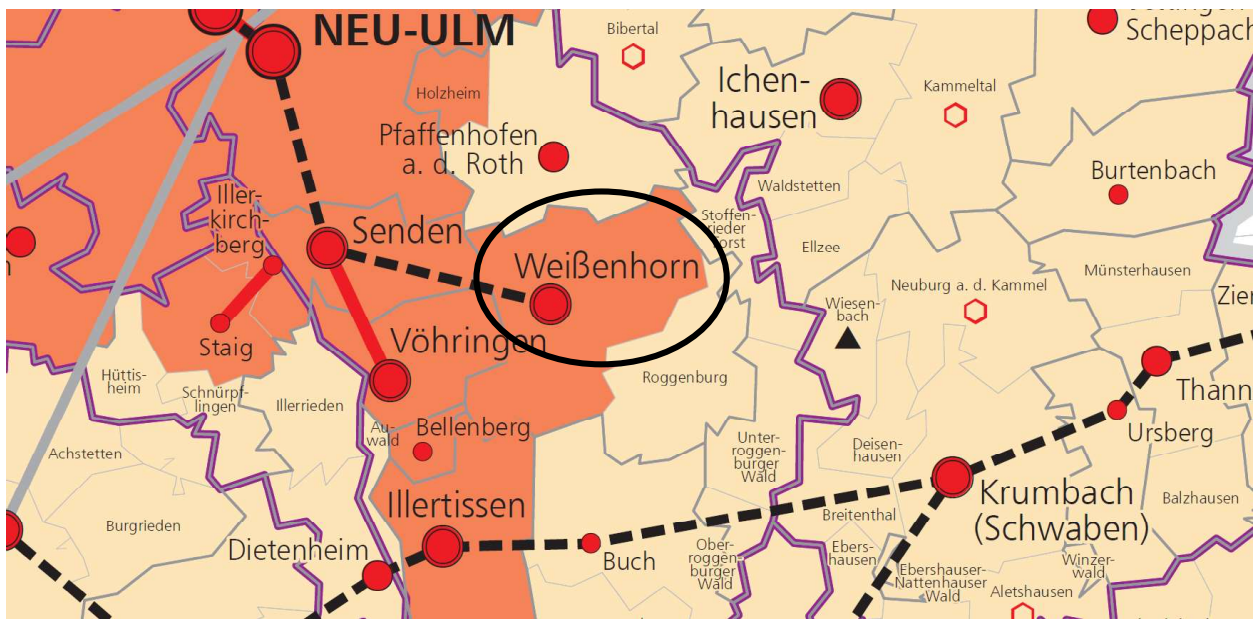 NEU-ULM
Bibertal
Scheppach
Ichen-
hausen
Kammeltal
Holzheim
Pfaffenhofen
a. d. Roth
Burtenbach
Waldstetten
Iller-
kirch-
berg
Senden
Stoffen-
rieder
Forst
Ellzee
Weißenhorn
Münsterhausen
Neuburg a. d. Kammel
Wiesen-
bach
Staig
Vöhringen
Roggenburg
Hüttis-
heim
Schnürpf-
lingen
Illerrieden
Thann
Au-
wald
Bellenberg
Ursberg
Achstetten
Unter-
roggen-
burger
Wald
Deisen-
hausen
Illertissen
Krumbach
(Schwaben)
Balzhausen
Burgrieden
Breitenthal
Dietenheim
Buch
Ober-
roggen-
burger
Wald
Ebers-
hausen
Ebershauser-
Nattenhauser
Wald
Winzer-
wald
Aletshausen